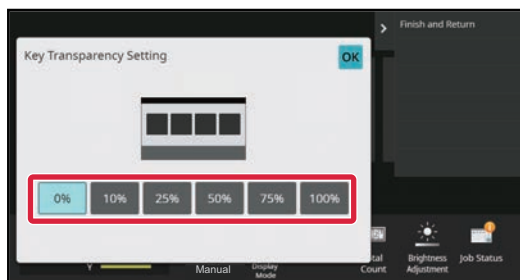 Finish and Return
Key Transparency Setting
OK
0% 10% 25% 50% 75% 100%
Y
Manual
Display
Mode
Count
Brightness
Adjustment
Job Status